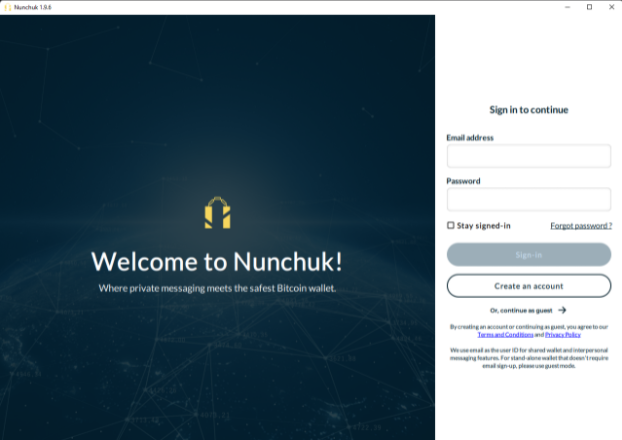 Nunchuk 1.9.6
Welcome to Nunchuk!
Where private messaging meets the safest Bitcoin wallet.
Sign in to continue
Email address
Password
Stay signed-in
Forgot password?
Sign-in
Create an account
Or, continue as guest →
By creating an account or continuing as guest, you agree to our
Terms and Conditions and Privacy Policy
We use email as the user ID for shared wallet and interpersonal
messaging features. For stand-alone wallet that doesn't require
email sign-up, please use guest mode.